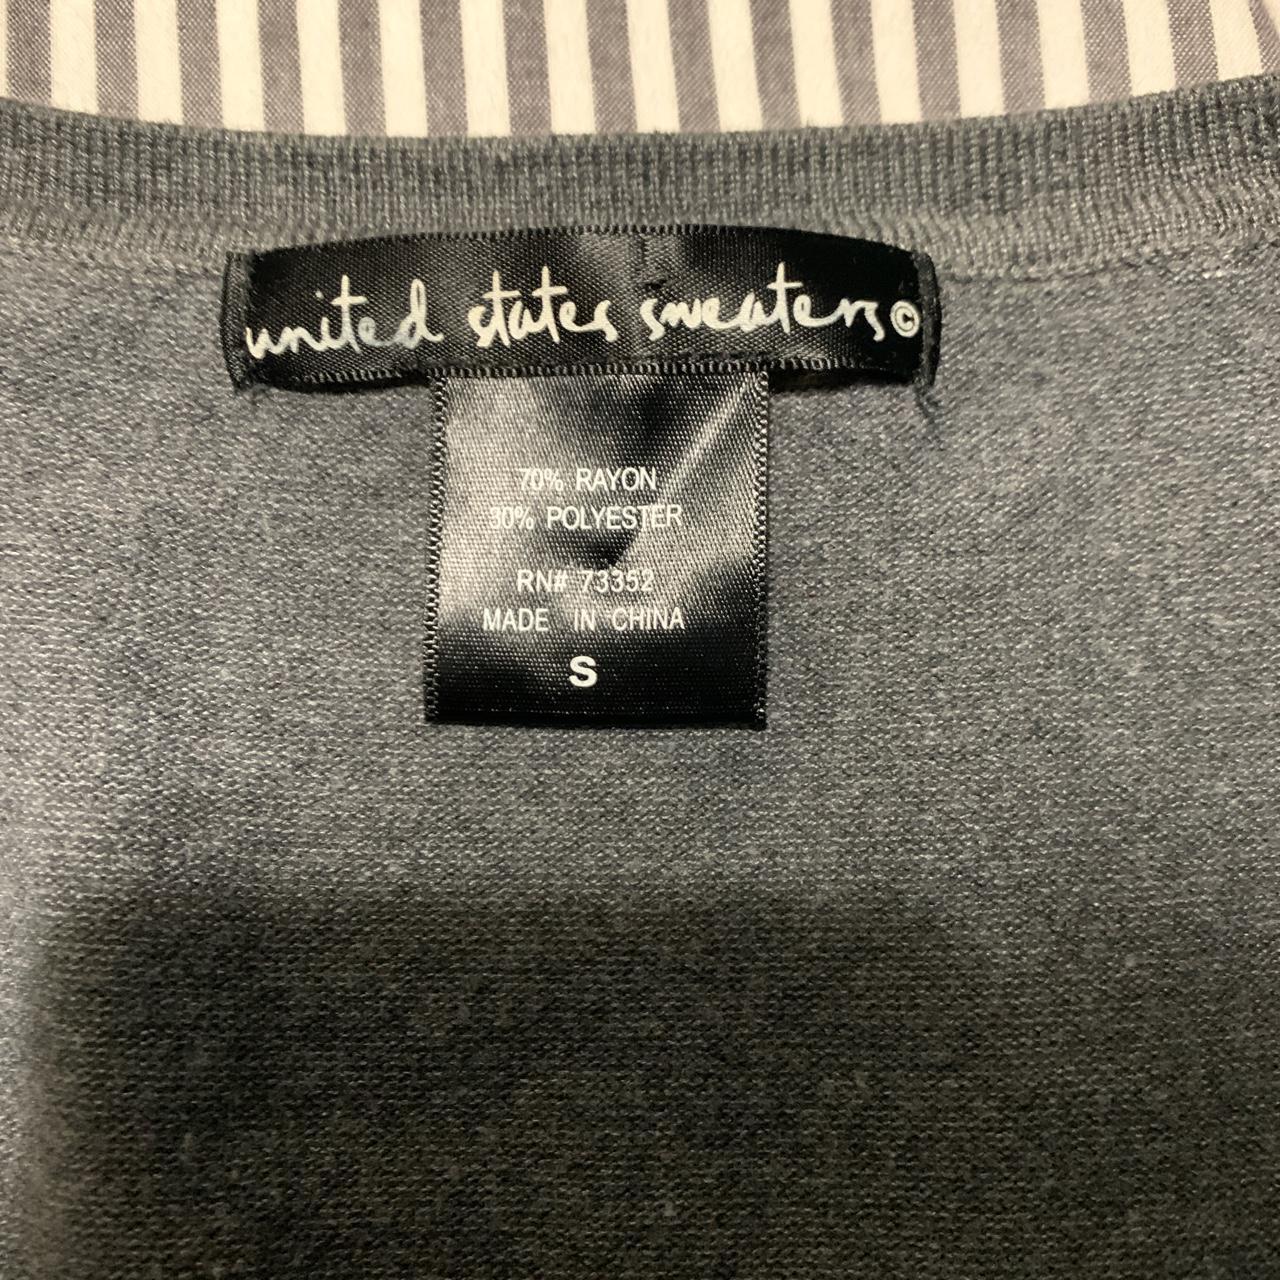 united states sweaters©
70% RAYON
30% POLYESTER
RN# 73352
MADE IN CHINA
S